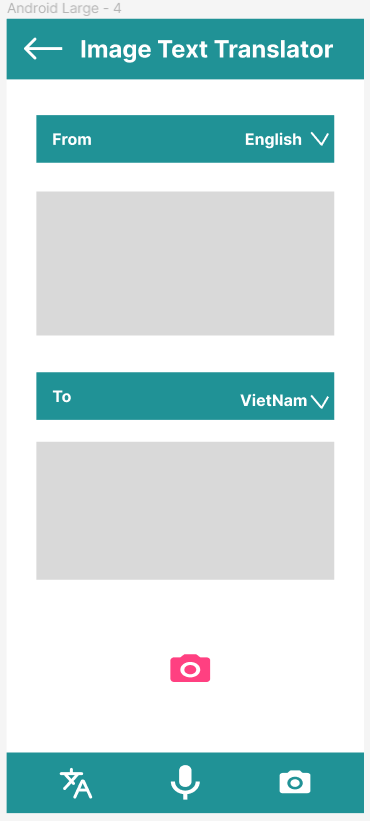 Android Large - 4
Image Text Translator
From English
To VietNam